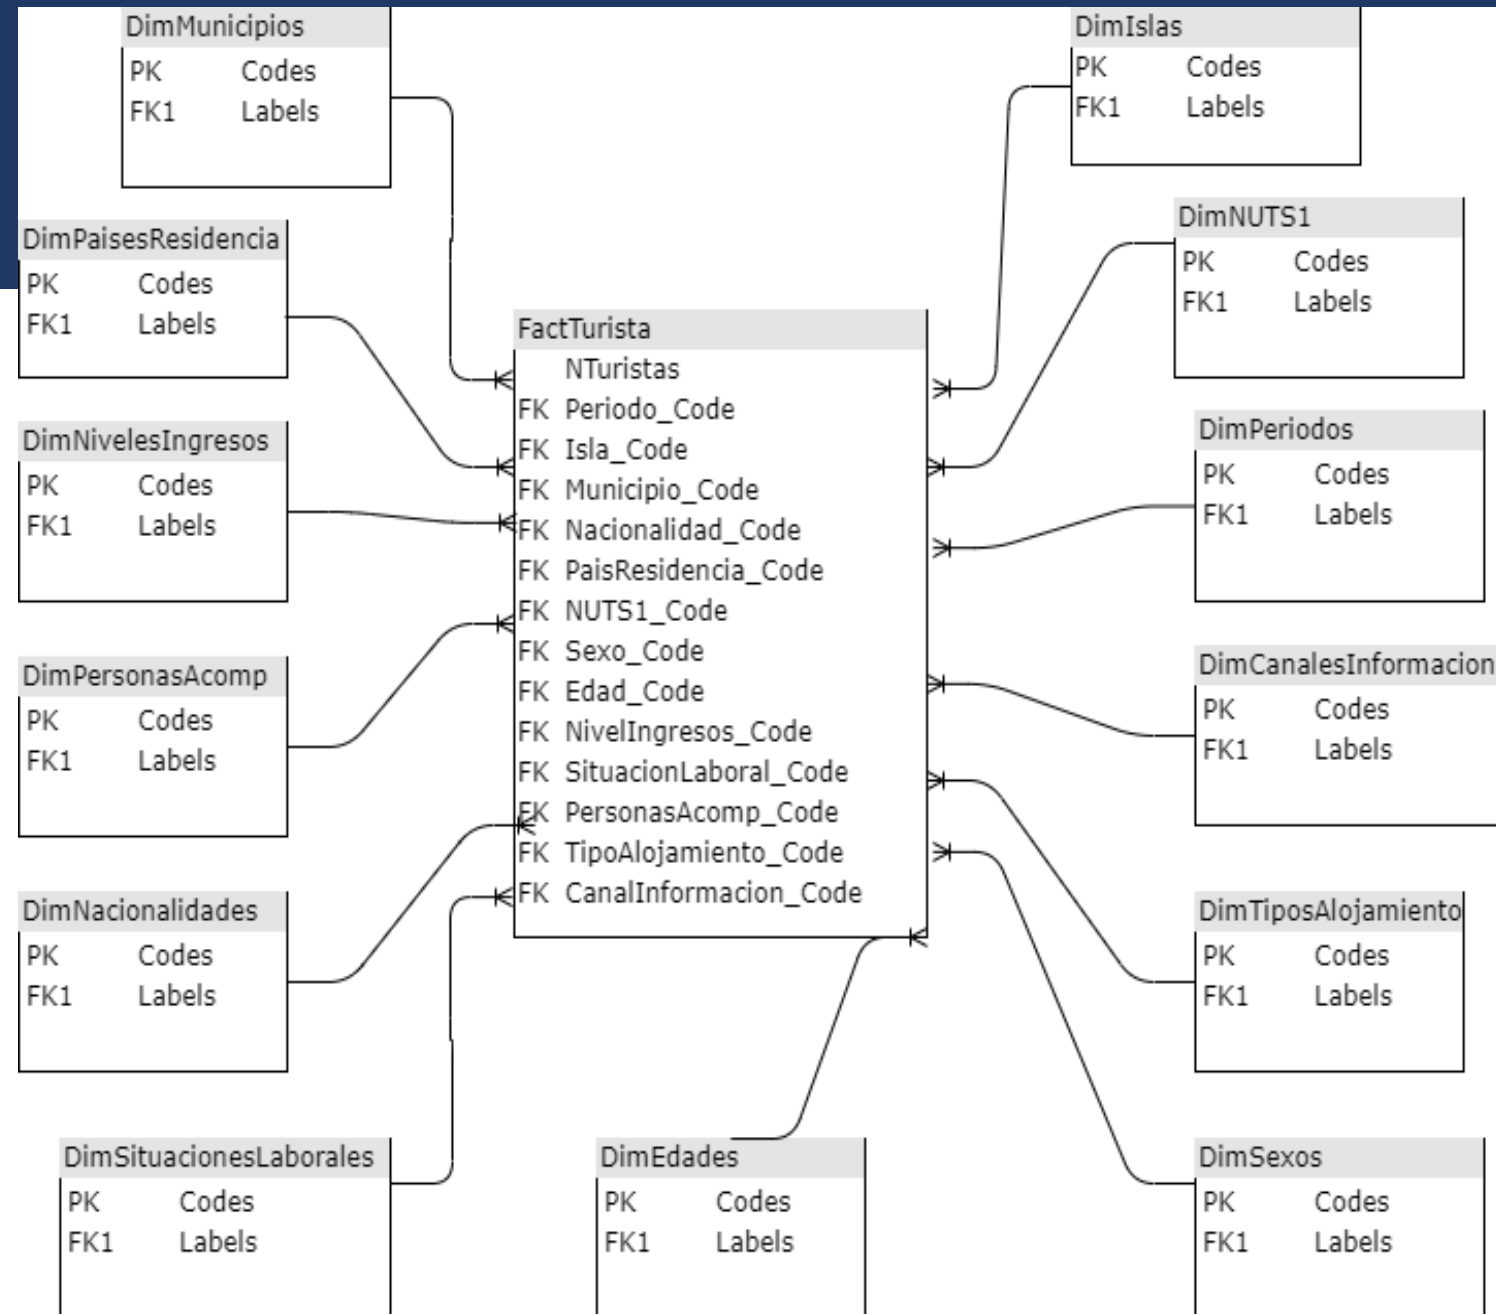 DimMunicipios
PK Codes
FK1 Labels
DimIslas
PK Codes
FK1 Labels
DimPaisesResidencia
PK Codes
FK1 Labels
DimNUTS1
PK Codes
FK1 Labels
FactTurista
NTuristas
FK Periodo_Code
FK Isla_Code
FK Municipio_Code
FK Nacionalidad_Code
FK PaisResidencia_Code
FK NUTS1_Code
FK Sexo_Code
FK Edad_Code
FK NivelIngresos_Code
FK SituacionLaboral_Code
FK PersonasAcomp_Code
FK TipoAlojamiento_Code
FK CanalInformacion_Code
DimNivelesIngresos
PK Codes
FK1 Labels
DimPeriodos
PK Codes
FK1 Labels
DimPersonasAcomp
PK Codes
FK1 Labels
DimCanalesInformacion
PK Codes
FK1 Labels
DimNacionalidades
PK Codes
FK1 Labels
DimTiposAlojamiento
PK Codes
FK1 Labels
DimSituacionesLaborales
PK Codes
FK1 Labels
DimEdades
PK Codes
FK1 Labels
DimSexos
PK Codes
FK1 Labels